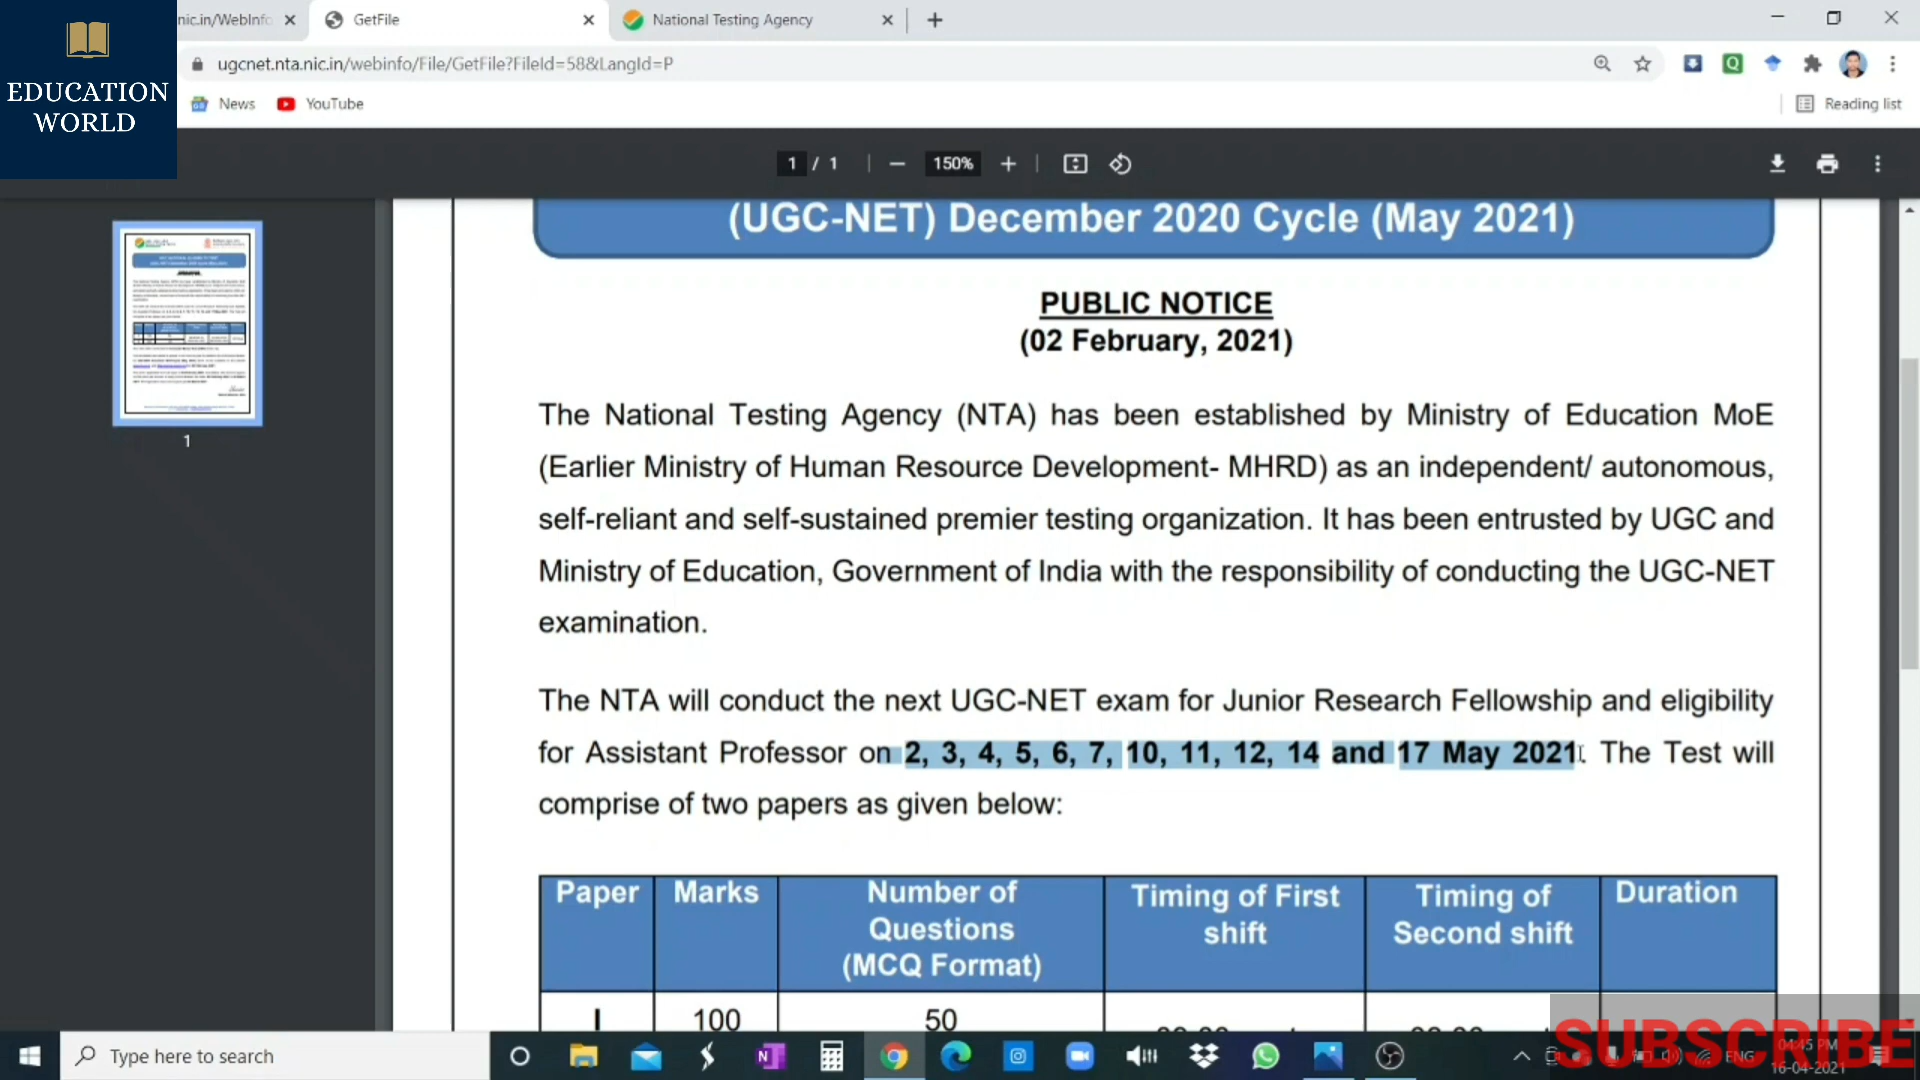 nic.in/WebInfo
GetFile
National Testing Agency
EDUCATION
WORLD
ugcnet.nta.nic.in/webinfo/File/GetFile?FileId=58&LangId=P
News
YouTube
Reading list
1 / 1
150%
(UGC-NET) December 2020 Cycle (May 2021)
PUBLIC NOTICE
(02 February, 2021)
The National Testing Agency (NTA) has been established by Ministry of Education MoE
(Earlier Ministry of Human Resource Development- MHRD) as an independent/ autonomous,
self-reliant and self-sustained premier testing organization. It has been entrusted by UGC and
Ministry of Education, Government of India with the responsibility of conducting the UGC-NET
examination.
1
The NTA will conduct the next UGC-NET exam for Junior Research Fellowship and eligibility
for Assistant Professor on 2, 3, 4, 5, 6, 7, 10, 11, 12, 14 and 17 May 2021. The Test will
comprise of two papers as given below:
Paper Marks Number of Questions (MCQ Format) Timing of First shift Timing of Second shift Duration
I 100 50
SUBSCRIBE
Type here to search
ENG
04:45 PM
16-04-2021